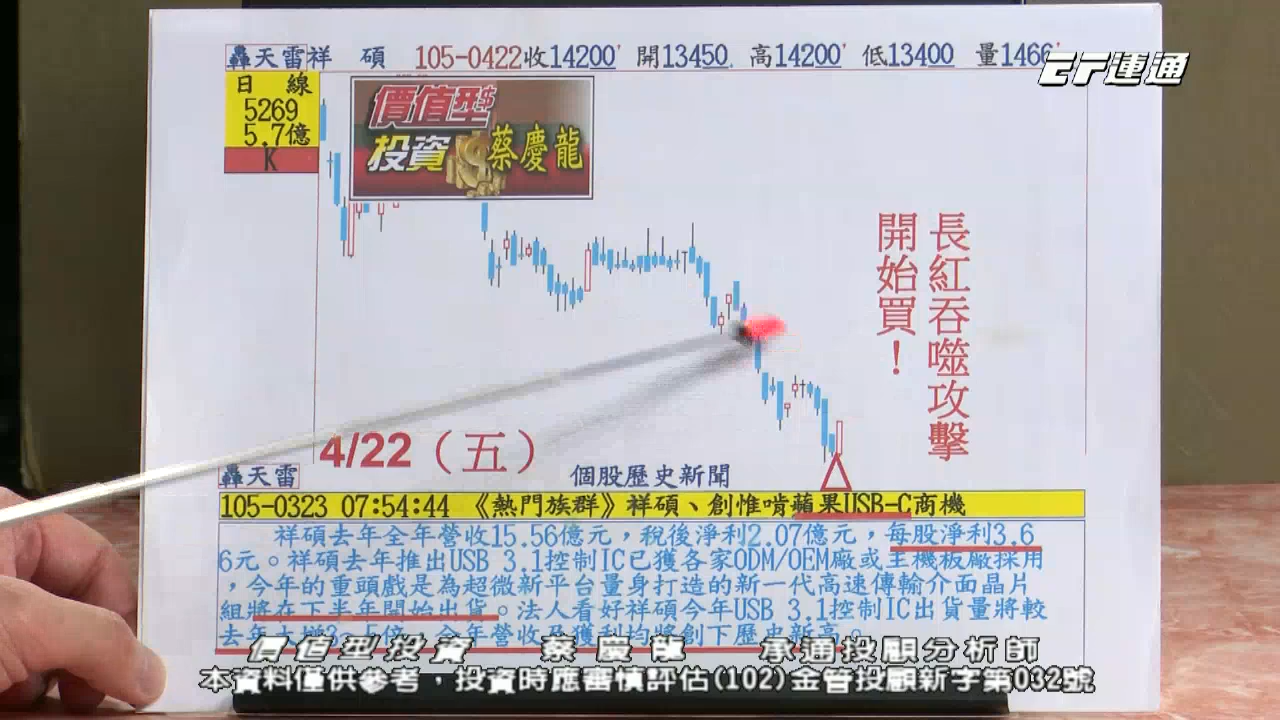 轟天雷祥 碩 105-0422收14200' 開13450. 高14200' 低13400 量1466'
ET連通
日 線
5269
5.7億
K
價值型
投資 蔡慶龍
長紅吞噬攻擊
開始買！
4/22（五）
轟天雷 個股歷史新聞
105-0323 07:54:44 《熱門族群》祥碩、創惟啃蘋果USB-C商機
祥碩去年全年營收15.56億元，稅後淨利2.07億元，每股淨利3.6
6元。祥碩去年推出USB 3.1控制IC已獲各家ODM/OEM廠或主機板廠採用
，今年的重頭戲是為超微新平台量身打造的新一代高速傳輸介面晶片
組將在下半年開始出貨。法人看好祥碩今年USB 3.1控制IC出貨量將較
價值型投資 蔡慶龍 承通投顧分析師
本資料僅供參考，投資時應審慎評估(102)金管投顧新字第032號